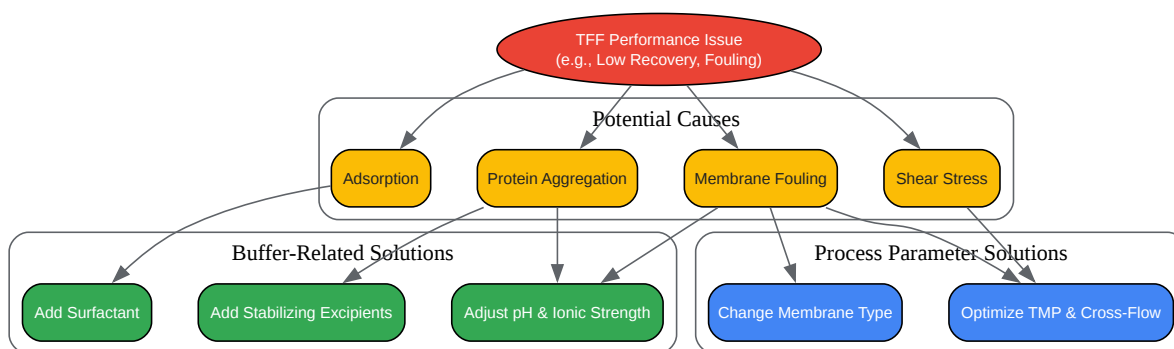 TFF Performance Issue
(e.g., Low Recovery, Fouling)
Potential Causes
Adsorption
Protein Aggregation
Membrane Fouling
Shear Stress
Buffer-Related Solutions
Process Parameter Solutions
Add Surfactant
Add Stabilizing Excipients
Adjust pH & Ionic Strength
Change Membrane Type
Optimize TMP & Cross-Flow